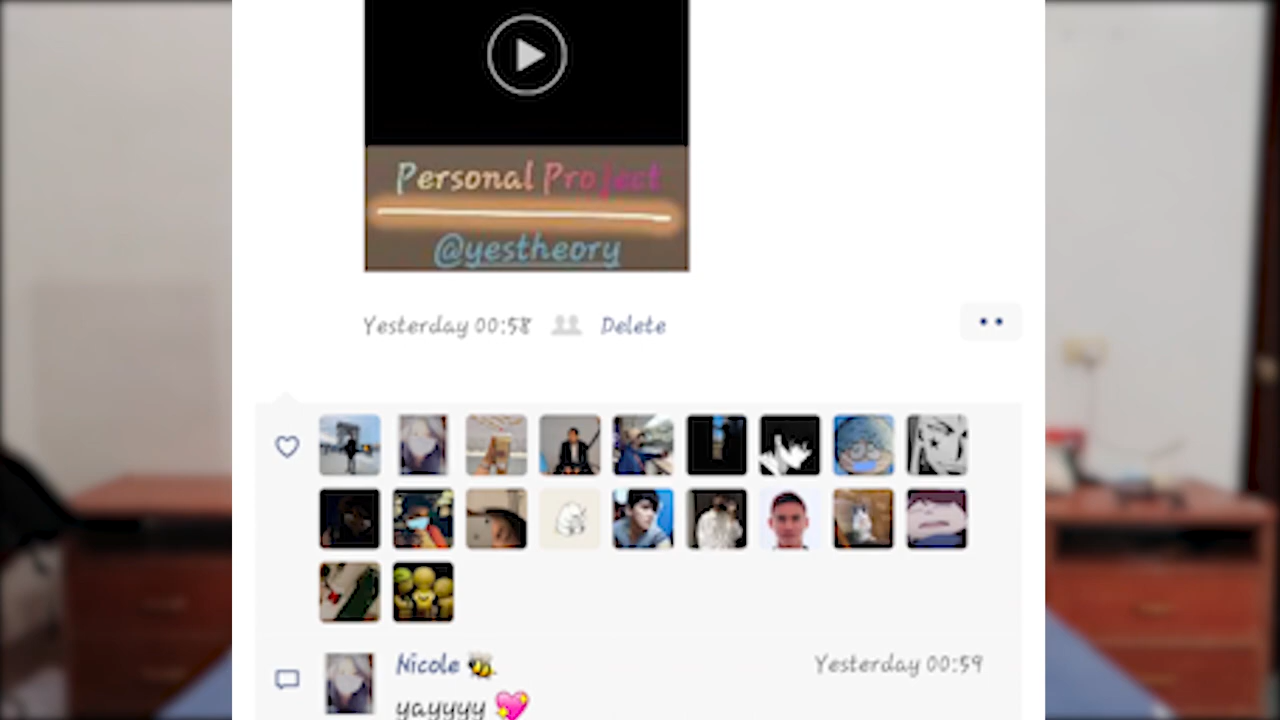 Personal Project
@yestheory
Yesterday 00:58 Delete
Nicole 🐝 Yesterday 00:59
yayyyy 💖